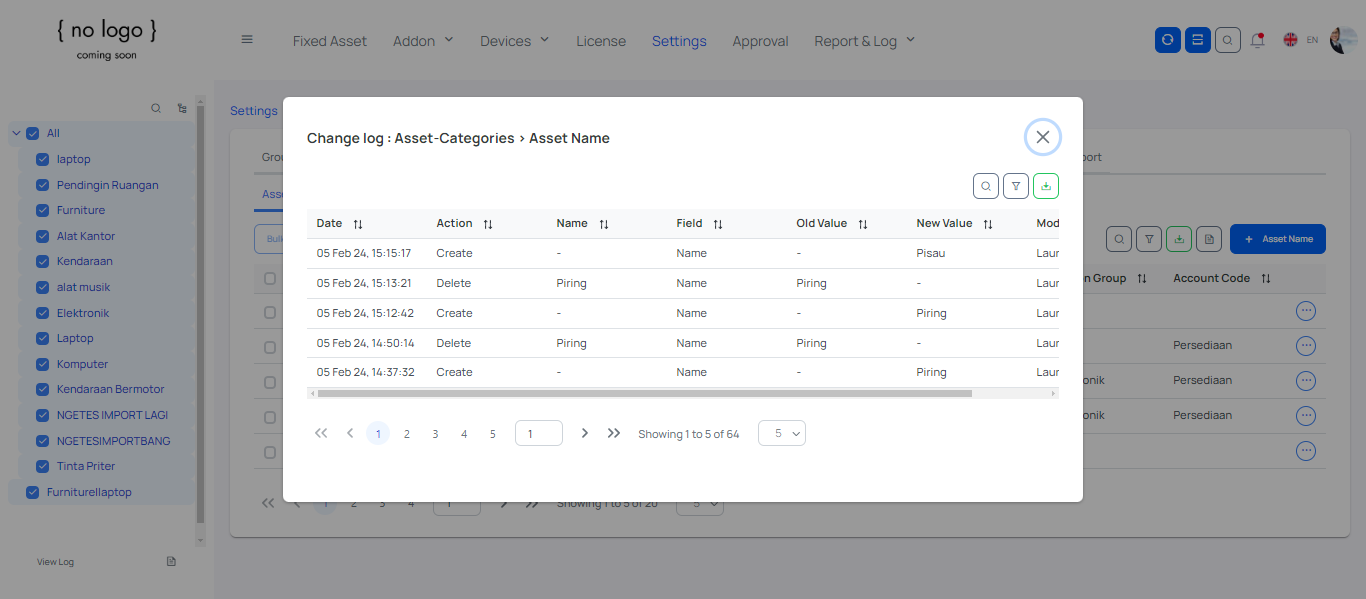 { no logo }
coming soon
Fixed Asset Addon Devices License Settings Approval Report & Log EN
All
laptop
Pendingin Ruangan
Furniture
Alat Kantor
Kendaraan
alat musik
Elektronik
Laptop
Komputer
Kendaraan Bermotor
NGETES IMPORT LAGI
NGETESIMPORTBANG
Tinta Priter
Furniturellaptop
View Log
Settings
Change log : Asset-Categories > Asset Name
Date Action Name Field Old Value New Value Mod
05 Feb 24, 15:15:17 Create - Name - Pisau Laur
05 Feb 24, 15:13:21 Delete Piring Name Piring - Laur
05 Feb 24, 15:12:42 Create - Name - Piring Laur
05 Feb 24, 14:50:14 Delete Piring Name Piring - Laur
05 Feb 24, 14:37:32 Create - Name - Piring Laur
1 2 3 4 5 1 Showing 1 to 5 of 64 5
Grou
ort
Asse
Bulk
+ Asset Name
n Group Account Code
Persediaan
onik Persediaan
onik Persediaan
1 2 3 4 1 Showing 1 to 5 of 20 5